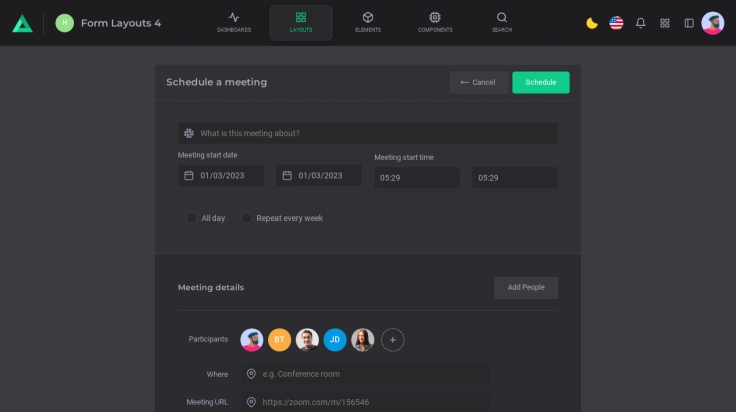 H Form Layouts 4
DASHBOARDS LAYOUTS ELEMENTS COMPONENTS SEARCH
Schedule a meeting
Cancel Schedule
What is this meeting about?
Meeting start date Meeting start time
01/03/2023 01/03/2023 05:29 05:29
All day Repeat every week
Meeting details Add People
Participants BT JD +
Where e.g. Conference room
Meeting URL https://zoom.com/m/156546